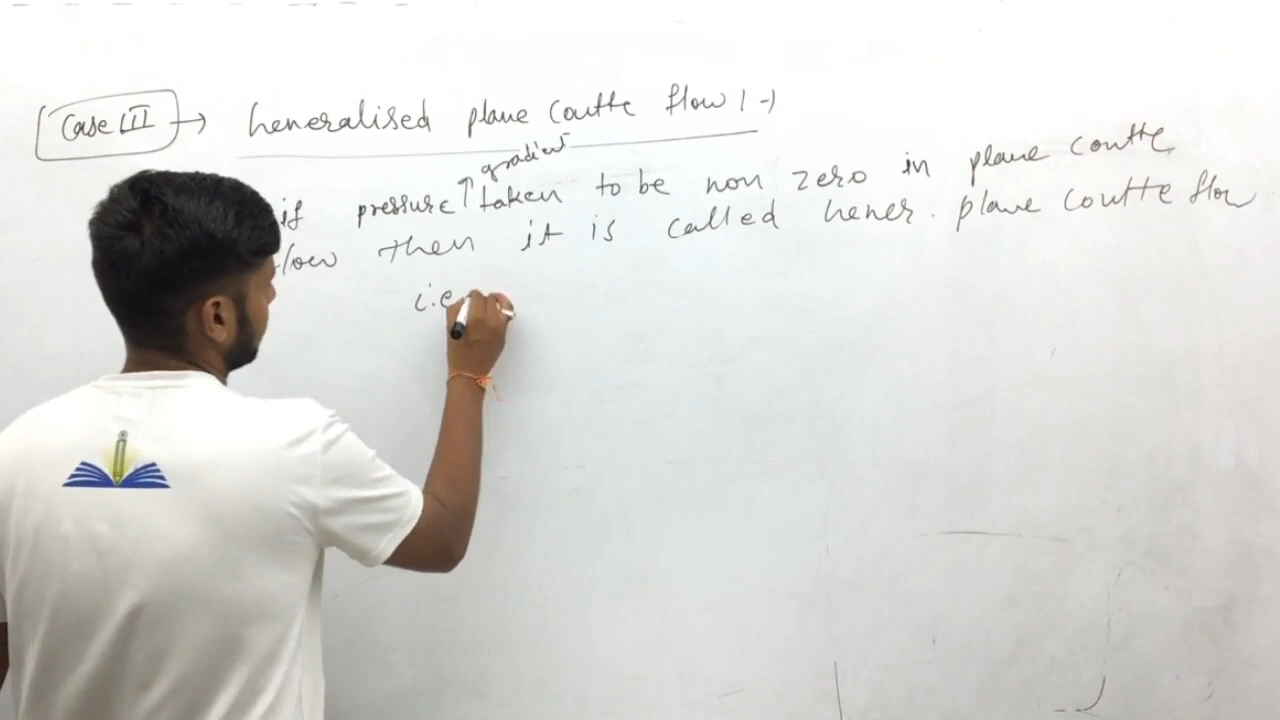 Case III → Generalised plane Coutte flow :-)
if pressure ↑ gradient taken to be non zero in plane coutte
flow then it is called Gener. plane Coutte flow
i.e